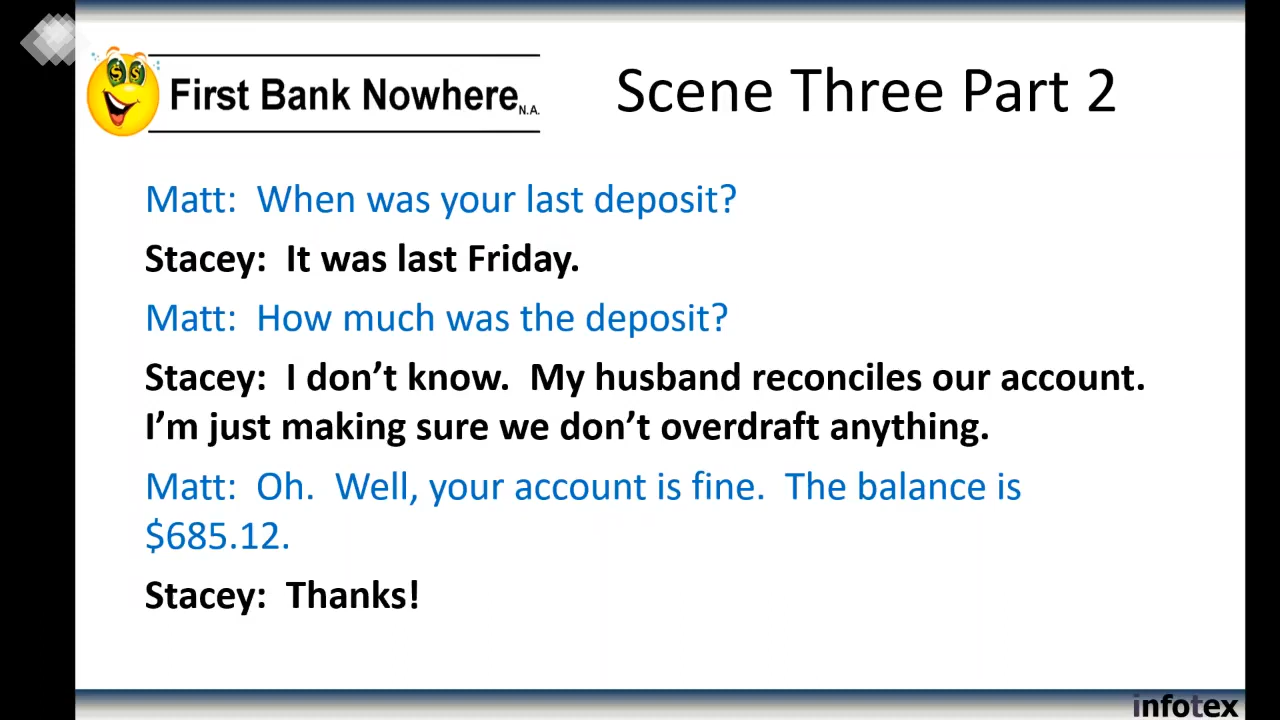 First Bank Nowhere N.A.
Scene Three Part 2
Matt:  When was your last deposit?
Stacey:  It was last Friday.
Matt:  How much was the deposit?
Stacey:  I don’t know.  My husband reconciles our account.
I’m just making sure we don’t overdraft anything.
Matt:  Oh.  Well, your account is fine.  The balance is
$685.12.
Stacey:  Thanks!
infotex